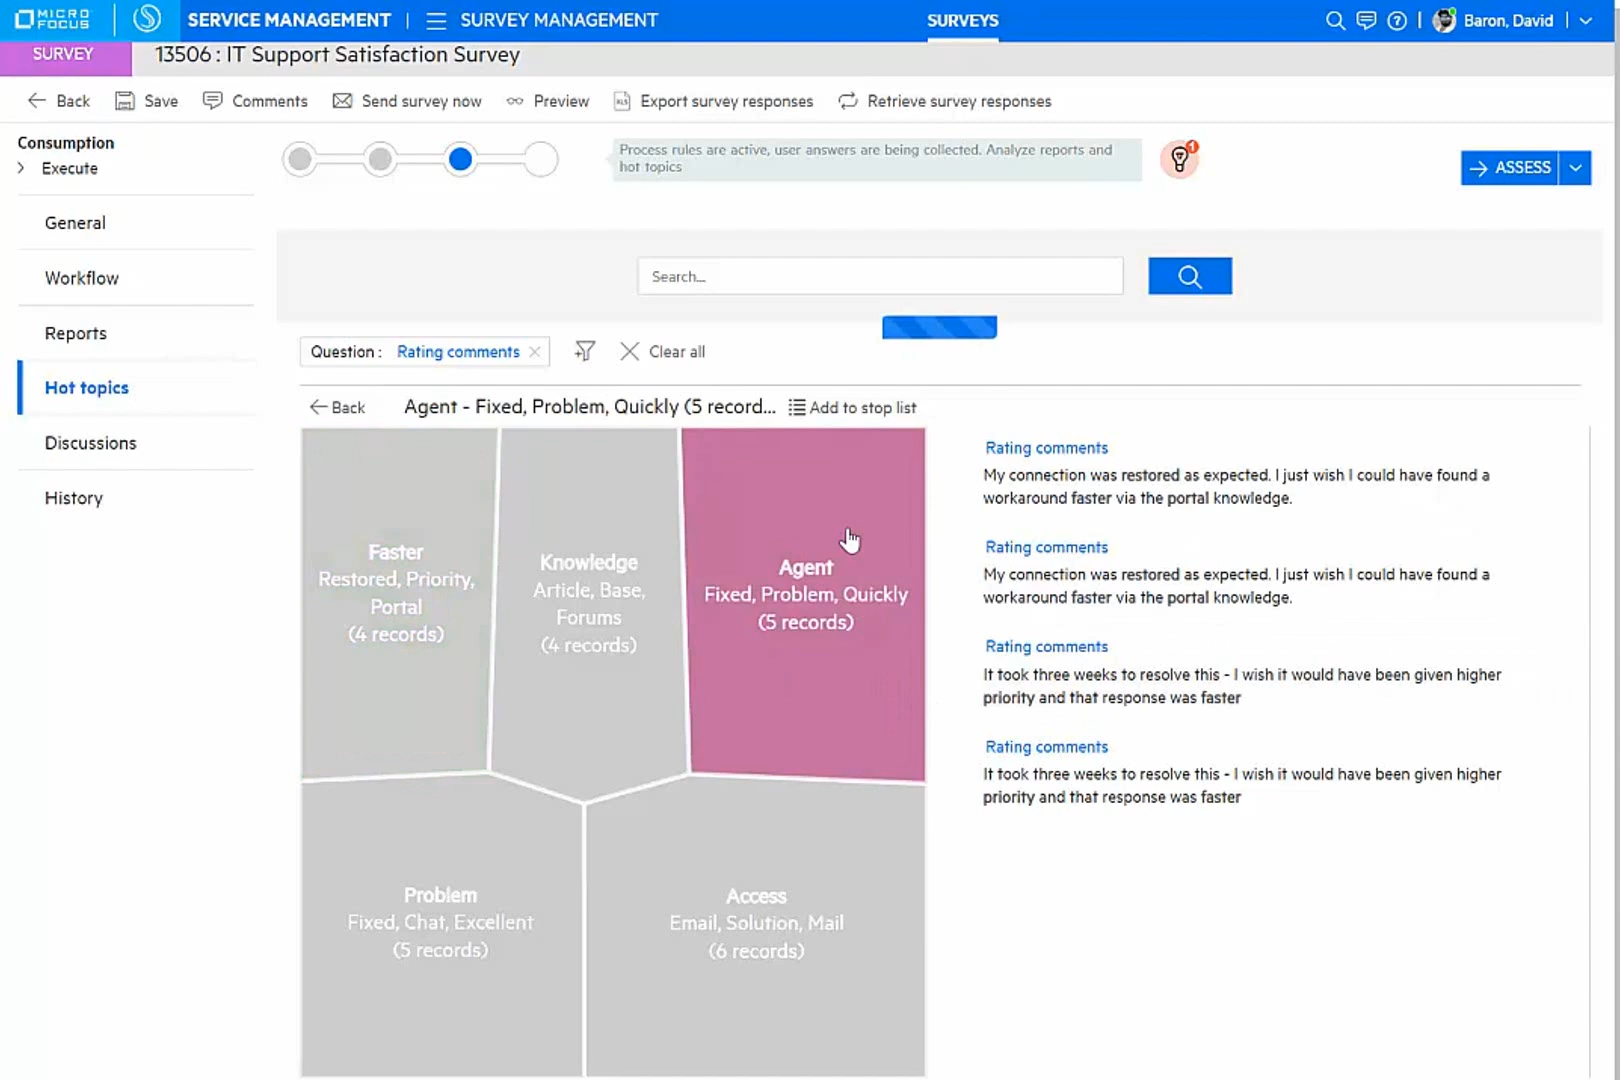 MICRO
FOCUS
SERVICE MANAGEMENT
SURVEY MANAGEMENT
SURVEYS
Baron, David
SURVEY
13506 : IT Support Satisfaction Survey
Back
Save
Comments
Send survey now
Preview
XLS
Export survey responses
Retrieve survey responses
Consumption
Execute
General
Workflow
Reports
Hot topics
Discussions
History
Process rules are active, user answers are being collected. Analyze reports and
hot topics
1
ASSESS
Search...
Question : Rating comments
Clear all
Back
Agent - Fixed, Problem, Quickly (5 record...
Add to stop list
Faster
Restored, Priority,
Portal
(4 records)
Knowledge
Article, Base,
Forums
(4 records)
Agent
Fixed, Problem, Quickly
(5 records)
Problem
Fixed, Chat, Excellent
(5 records)
Access
Email, Solution, Mail
(6 records)
Rating comments
My connection was restored as expected. I just wish I could have found a
workaround faster via the portal knowledge.
Rating comments
My connection was restored as expected. I just wish I could have found a
workaround faster via the portal knowledge.
Rating comments
It took three weeks to resolve this - I wish it would have been given higher
priority and that response was faster
Rating comments
It took three weeks to resolve this - I wish it would have been given higher
priority and that response was faster